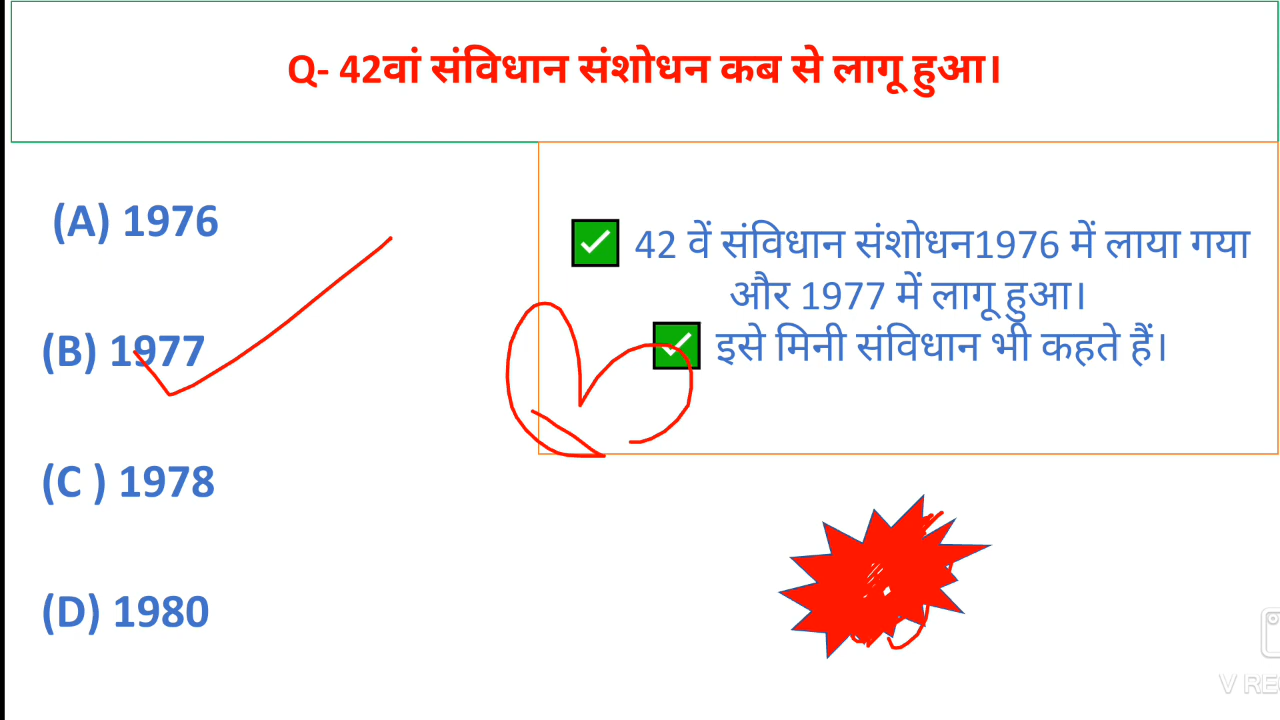 Q- 42वां संविधान संशोधन कब से लागू हुआ।
(A) 1976
(B) 1977
(C ) 1978
(D) 1980
42 वें संविधान संशोधन1976 में लाया गया
और 1977 में लागू हुआ।
इसे मिनी संविधान भी कहते हैं।